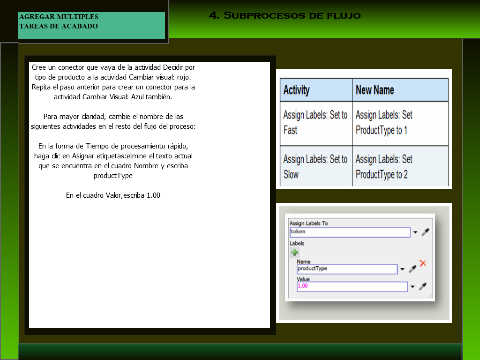 AGREGAR MULTIPLES
TAREAS DE ACABADO
4. Subprocesos de flujo
Cree un conector que vaya de la actividad Decidir por
tipo de producto a la actividad Cambiar visual: rojo.
Repita el paso anterior para crear un conector para la
actividad Cambiar Visual: Azul también.
Para mayor claridad, cambie el nombre de las
siguientes actividades en el resto del flujo del proceso:
En la forma de Tiempo de procesamiento rápido,
haga clic en Asignar etiquetas elimine el texto actual
que se encuentra en el cuadro Nombre y escriba
productType
En el cuadro Valor, escriba 1.00
Activity New Name
Assign Labels: Set to Assign Labels: Set
Fast ProductType to 1
Assign Labels: Set to Assign Labels: Set
Slow ProductType to 2
Assign Labels To
token
Labels
Name
productType
Value
1.00